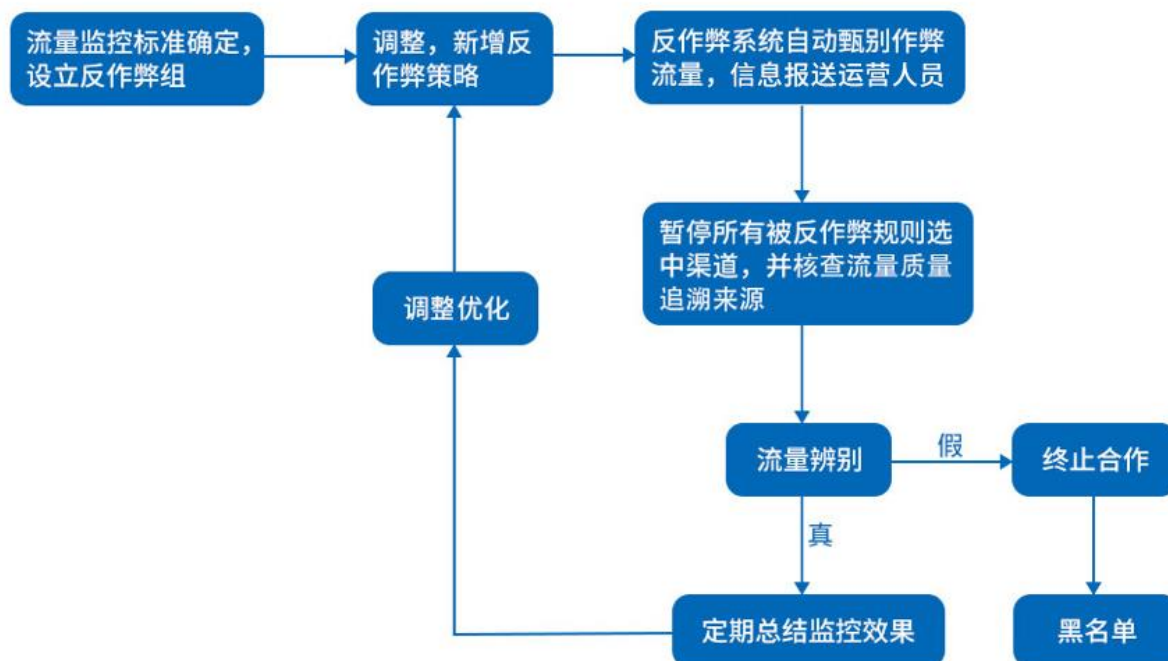 流量监控标准确定，
设立反作弊组
调整，新增反
作弊策略
反作弊系统自动甄别作弊
流量，信息报送运营人员
暂停所有被反作弊规则选
中渠道，并核查流量质量
追溯来源
调整优化
流量辨别
假
终止合作
真
定期总结监控效果
黑名单